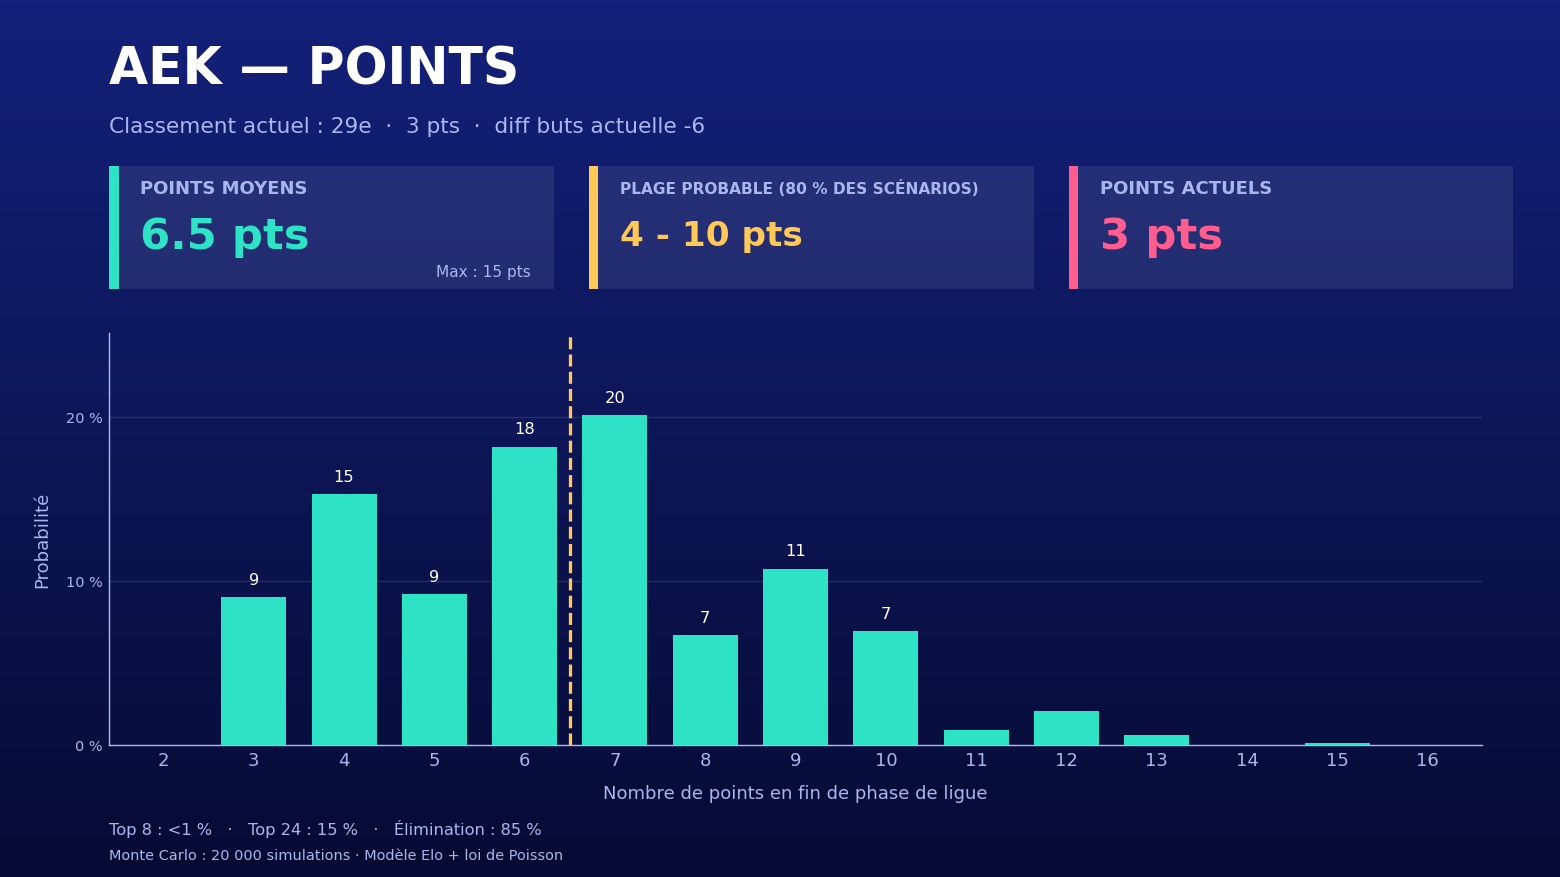 AEK — POINTS
Classement actuel : 29e · 3 pts · diff buts actuelle -6
POINTS MOYENS
6.5 pts
Max : 15 pts
PLAGE PROBABLE (80 % DES SCÉNARIOS)
4 - 10 pts
POINTS ACTUELS
3 pts
Probabilité
20 %
10 %
0 %
9
15
9
18
20
7
11
7
2 3 4 5 6 7 8 9 10 11 12 13 14 15 16
Nombre de points en fin de phase de ligue
Top 8 : <1 % · Top 24 : 15 % · Élimination : 85 %
Monte Carlo : 20 000 simulations · Modèle Elo + loi de Poisson